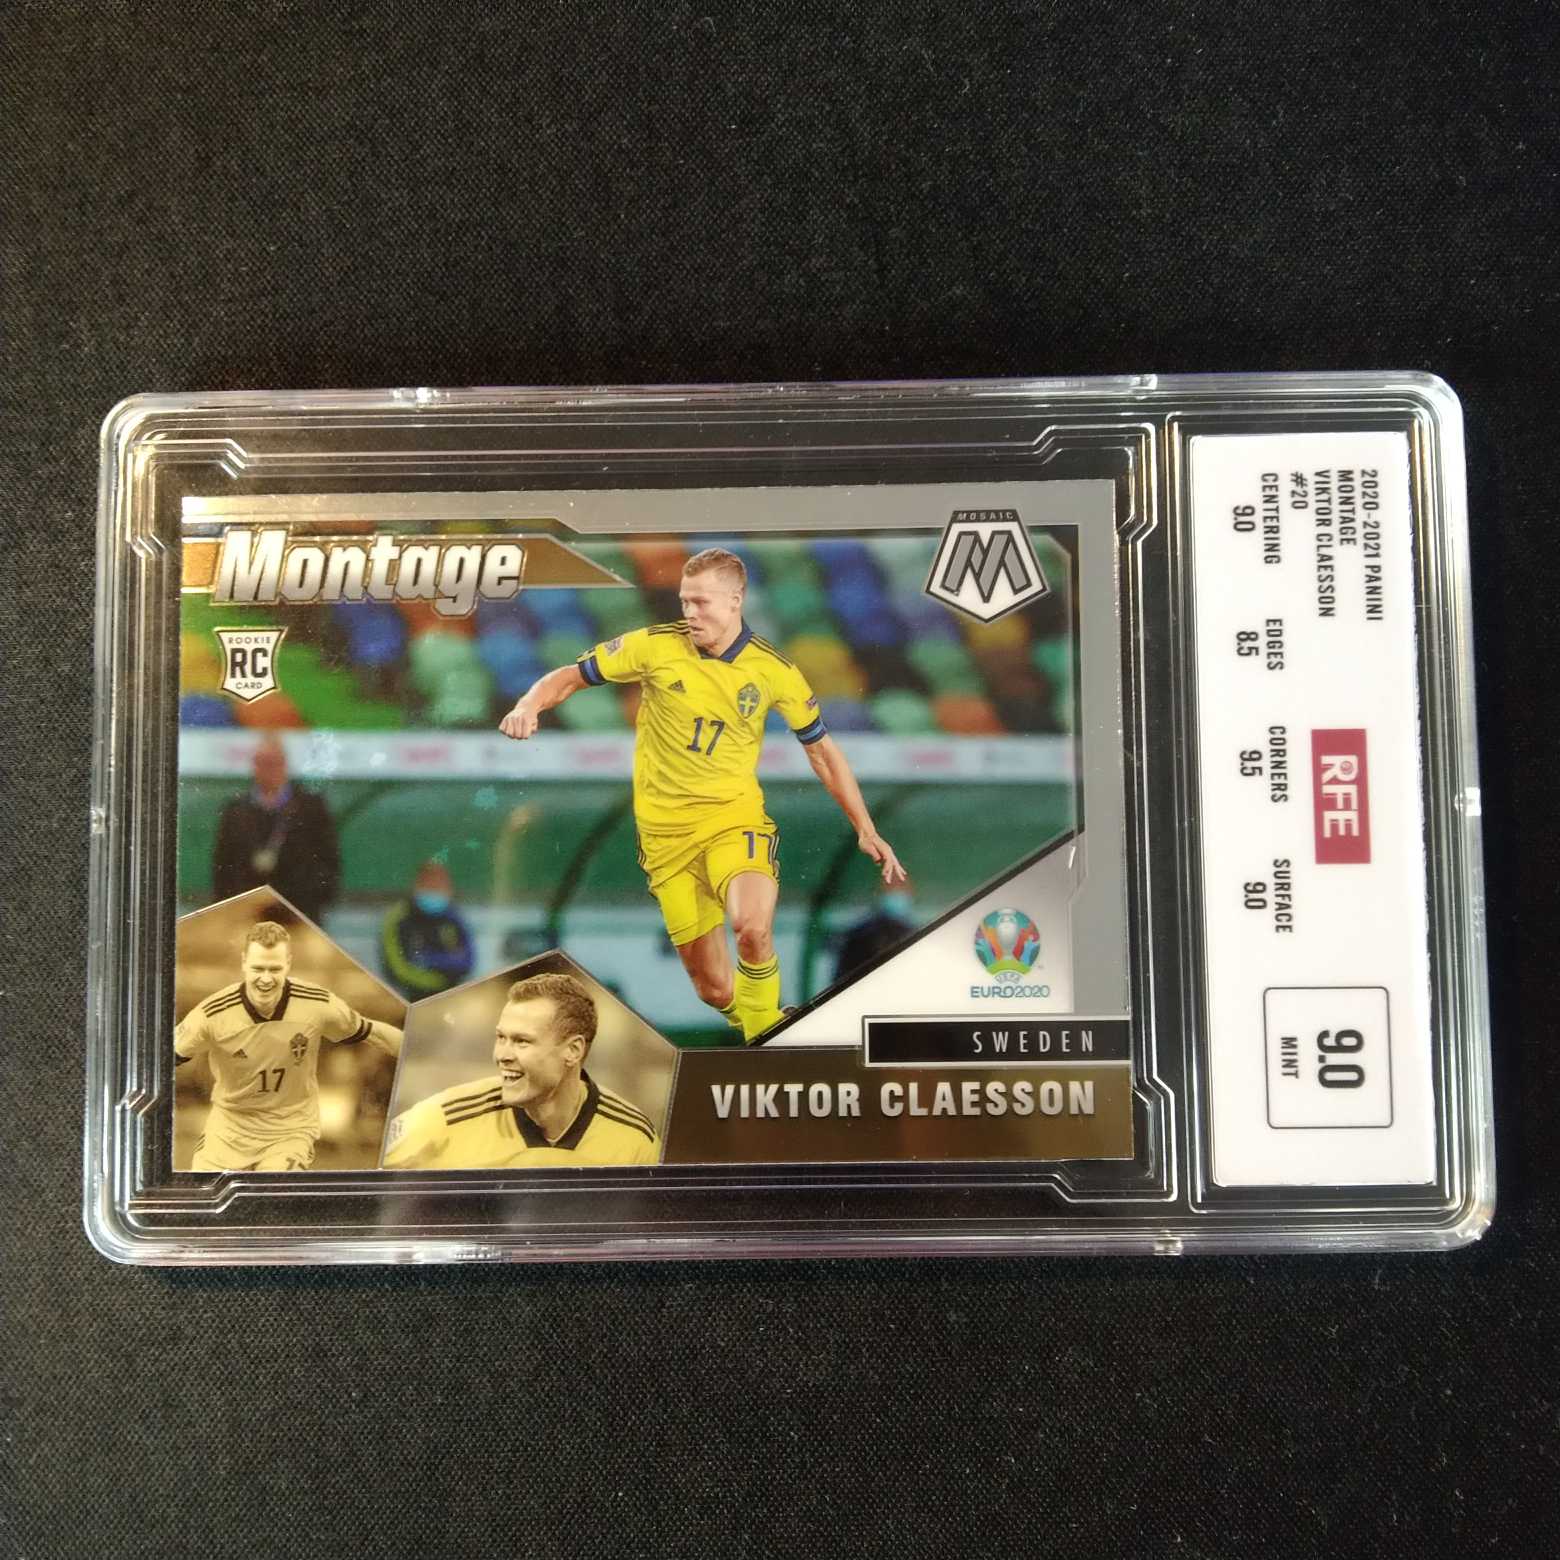 Montage
MOSAIC
ROOKIE
RC
CARD
17
17
17
UEFA
EURO2020
SWEDEN
VIKTOR CLAESSON
2020-2021 PANINI
MONTAGE
VIKTOR CLAESSON
#20
CENTERING
9.0
EDGES
8.5
CORNERS
9.5
SURFACE
9.0
RFE
9.0
MINT